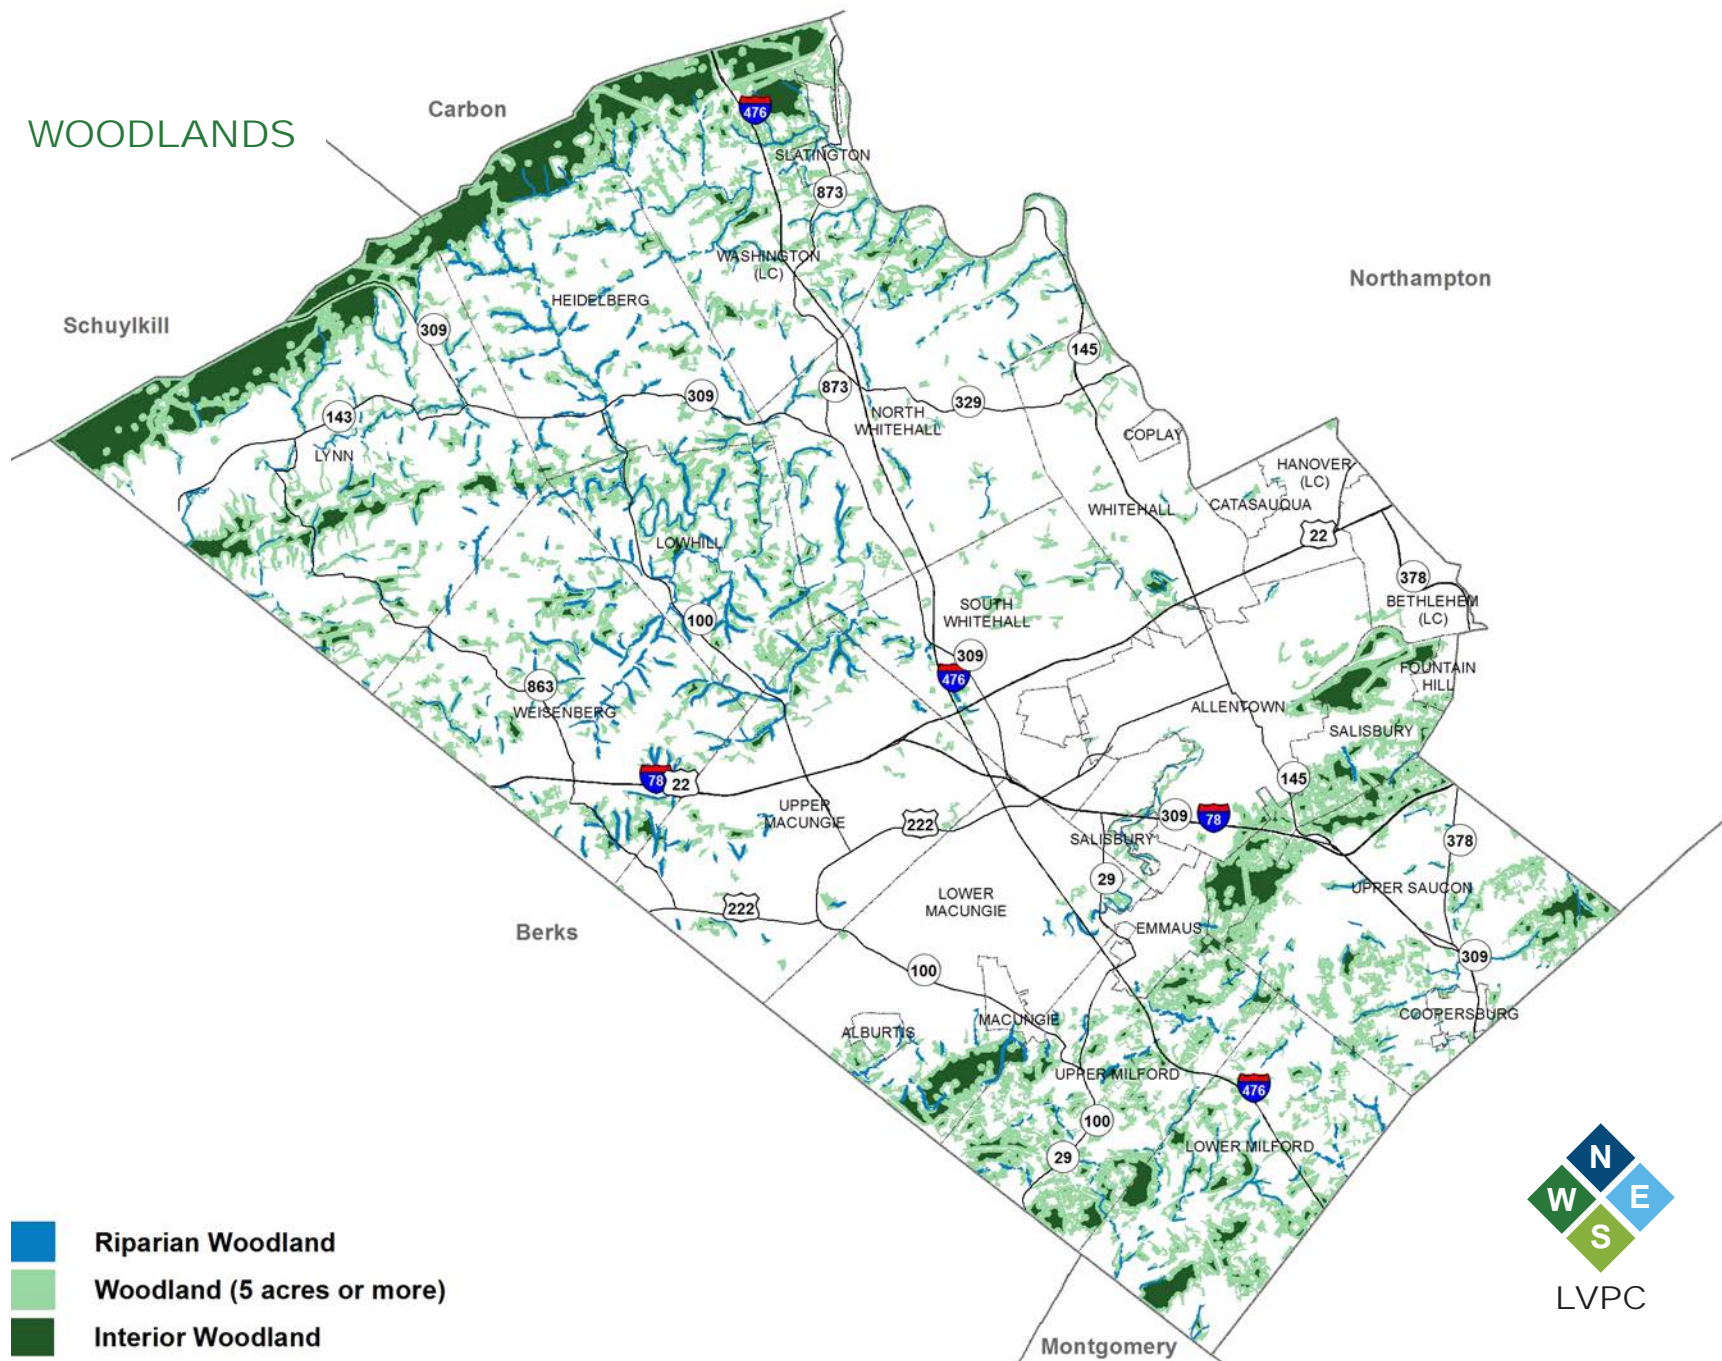 WOODLANDS
Carbon
476
SLATINGTON
873
WASHINGTON
(LC)
Northampton
HEIDELBERG
Schuylkill
309
145
873
309
329
143
NORTH
WHITEHALL
COPLAY
LYNN
HANOVER
(LC)
CATASAUQUA
WHITEHALL
22
LOWHILL
378
BETHLEHEM
(LC)
SOUTH
WHITEHALL
100
309
476
FOUNTAIN
HILL
863
WEISENBERG
ALLENTOWN
SALISBURY
78
22
145
UPPER
MACUNGIE
222
309
78
SALISBURY
378
29
UPPER SAUCON
LOWER
MACUNGIE
222
EMMAUS
Berks
309
100
COOPERSBURG
MACUNGIE
ALBURTIS
UPPER MILFORD
476
100
LOWER MILFORD
29
N
W
E
S
LVPC
Riparian Woodland
Woodland (5 acres or more)
Interior Woodland
Montgomery